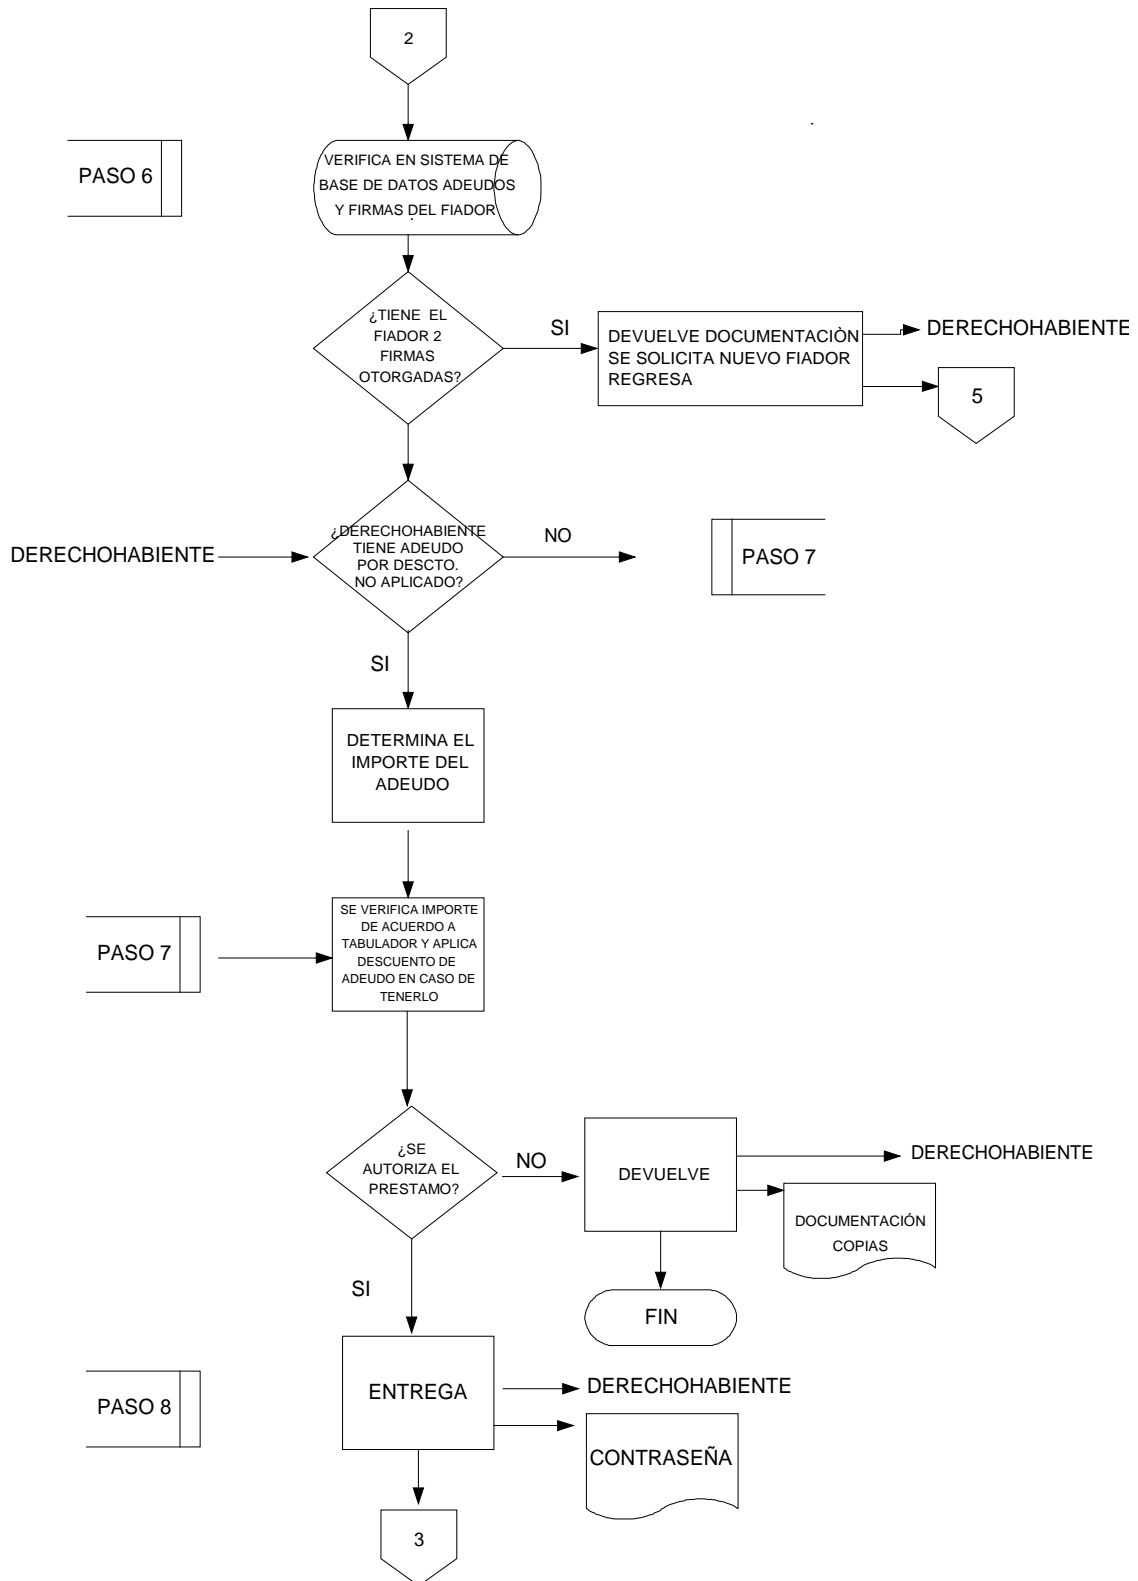 2
PASO 6
VERIFICA EN SISTEMA DE
BASE DE DATOS ADEUDOS
Y FIRMAS DEL FIADOR
¿TIENE EL
FIADOR 2
FIRMAS
OTORGADAS?
SI
DEVUELVE DOCUMENTACIÒN
SE SOLICITA NUEVO FIADOR
REGRESA
DERECHOHABIENTE
5
DERECHOHABIENTE
¿DERECHOHABIENTE
TIENE ADEUDO
POR DESCTO.
NO APLICADO?
NO
PASO 7
SI
DETERMINA EL
IMPORTE DEL
ADEUDO
PASO 7
SE VERIFICA IMPORTE
DE ACUERDO A
TABULADOR Y APLICA
DESCUENTO DE
ADEUDO EN CASO DE
TENERLO
¿SE
AUTORIZA EL
PRESTAMO?
NO
DEVUELVE
DERECHOHABIENTE
DOCUMENTACIÓN
COPIAS
SI
FIN
PASO 8
ENTREGA
DERECHOHABIENTE
CONTRASEÑA
3